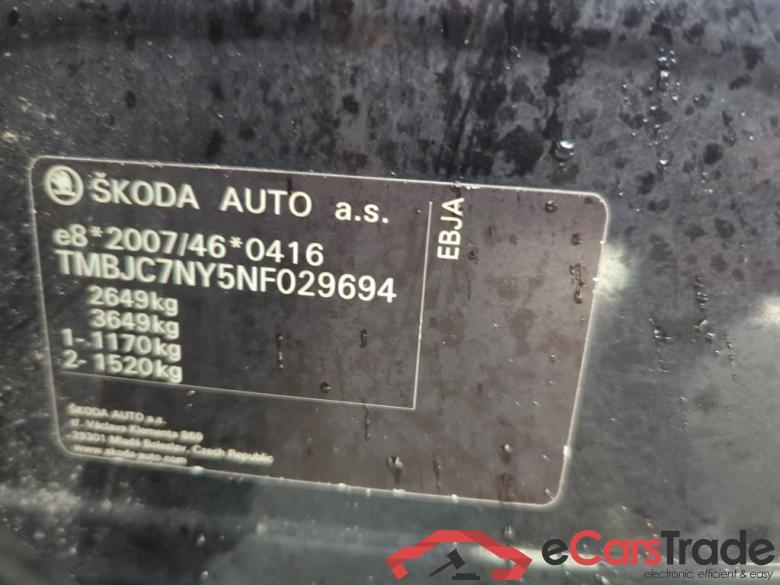 ŠKODA AUTO a.s.
EBJA
e8*2007/46*0416
TMBJC7NY5NF029694
2649kg
3649kg
1- 1170kg
2- 1520kg
ŠKODA AUTO a.s.
tř. Václava Klementa 869
29301 Mladá Boleslav, Czech Republic
www.skoda-auto.com
eCarsTrade
electronic, efficient & easy